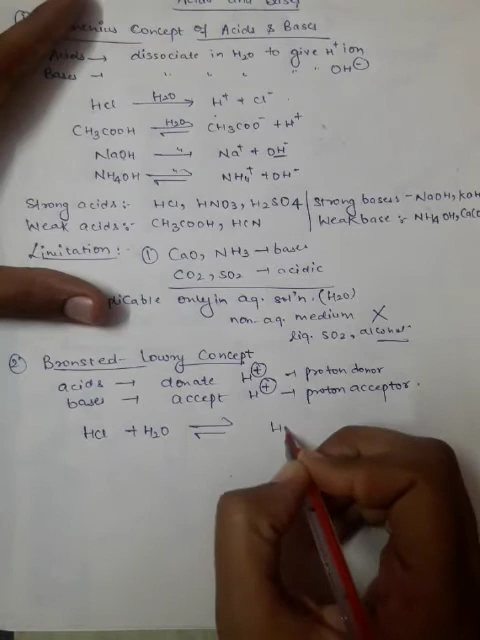 Acids and Bases
Concept of Acids & Bases
Acids → dissociate in H2O to give H+ ion
Bases → " " " " " OH⊖
HCl —H2O→ H+ + Cl-
CH3COOH ⇌H2O CH3COO- + H+
NaOH —"→ Na+ + OH-
NH4OH ⇌" NH4+ + OH-
Strong acids :- HCl, HNO3, H2SO4 | Strong bases - NaOH, KOH
Weak acids :- CH3COOH, HCN | Weak base :- NH4OH,
Limitation :- ① CaO, NH3 → bases
CO2, SO2 → acidic
plicable only in aq. sol'n. (H2O)
non-aq. medium X
liq. SO2, alcohol
② Bronsted-Lowry Concept
acids → donate H⊕ → proton donor
bases → accept H⊕ → proton acceptor.
HCl + H2O ⇌ H